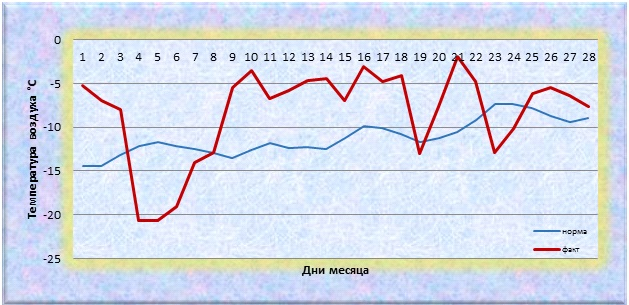 Температура воздуха °С
0
1 2 3 4 5 6 7 8 9 10 11 12 13 14 15 16 17 18 19 20 21 22 23 24 25 26 27 28
-5
-10
-15
-20
-25
норма
факт
Дни месяца